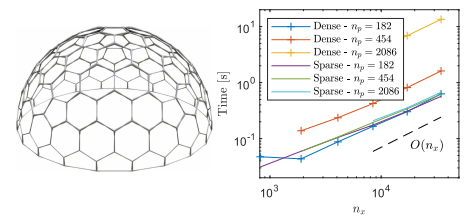 10^1
10^0
10^{-1}
Time [s]
Dense - n_p = 182
Dense - n_p = 454
Dense - n_p = 2086
Sparse - n_p = 182
Sparse - n_p = 454
Sparse - n_p = 2086
O(n_x)
10^3
10^4
n_x